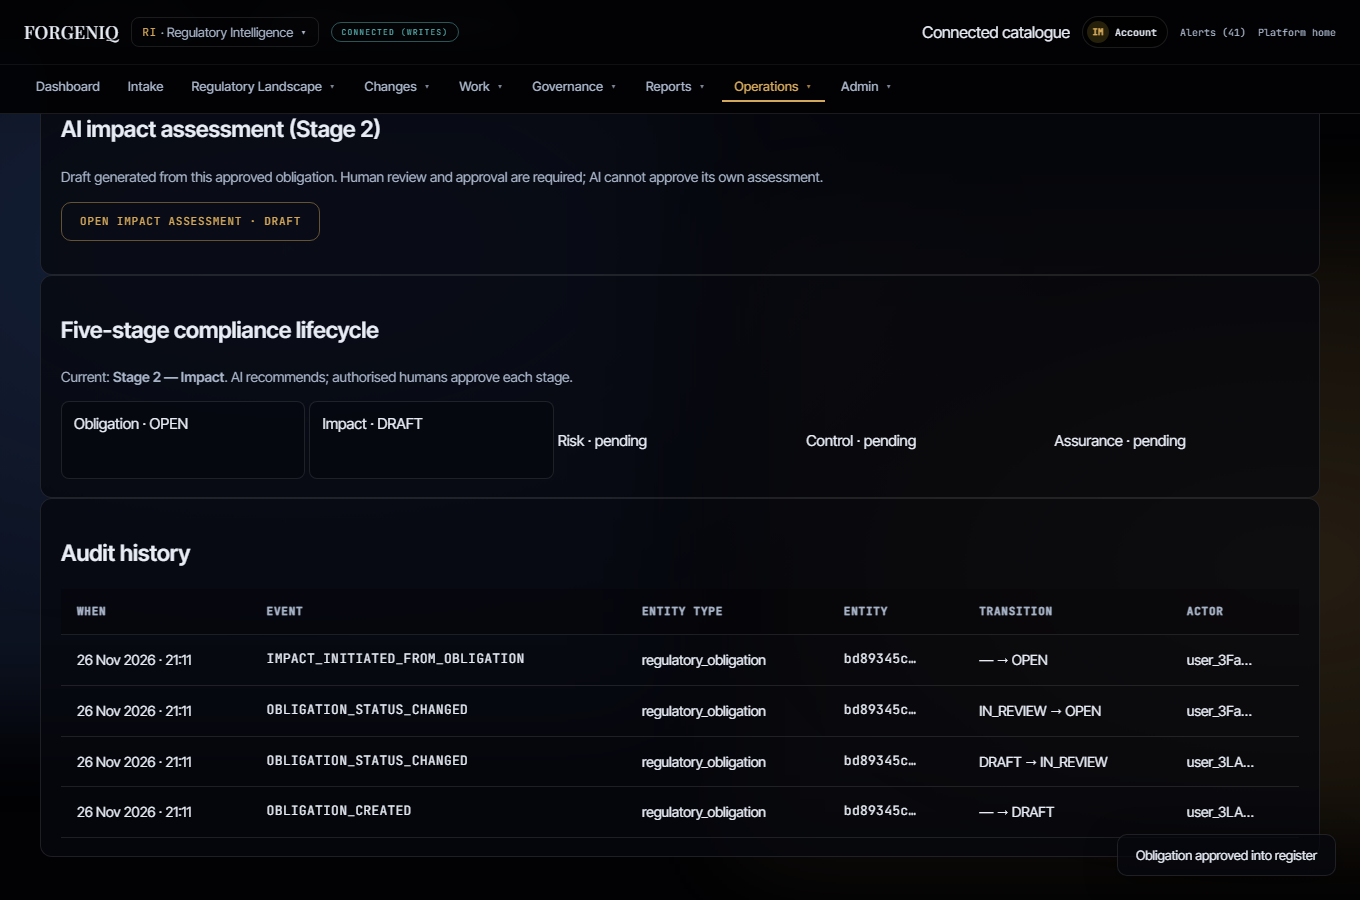 FORGENIQ RI · Regulatory Intelligence ▾ CONNECTED (WRITES) Connected catalogue IM Account Alerts (41) Platform home
Dashboard Intake Regulatory Landscape ▾ Changes ▾ Work ▾ Governance ▾ Reports ▾ Operations ▾ Admin ▾
AI impact assessment (Stage 2)
Draft generated from this approved obligation. Human review and approval are required; AI cannot approve its own assessment.
OPEN IMPACT ASSESSMENT · DRAFT
Five-stage compliance lifecycle
Current: Stage 2 — Impact. AI recommends; authorised humans approve each stage.
Obligation · OPEN Impact · DRAFT Risk · pending Control · pending Assurance · pending
Audit history
WHEN EVENT ENTITY TYPE ENTITY TRANSITION ACTOR
26 Nov 2026 · 21:11 IMPACT_INITIATED_FROM_OBLIGATION regulatory_obligation bd89345c… — → OPEN user_3Fa…
26 Nov 2026 · 21:11 OBLIGATION_STATUS_CHANGED regulatory_obligation bd89345c… IN_REVIEW → OPEN user_3Fa…
26 Nov 2026 · 21:11 OBLIGATION_STATUS_CHANGED regulatory_obligation bd89345c… DRAFT → IN_REVIEW user_3LA…
26 Nov 2026 · 21:11 OBLIGATION_CREATED regulatory_obligation bd89345c… — → DRAFT user_3LA…
Obligation approved into register